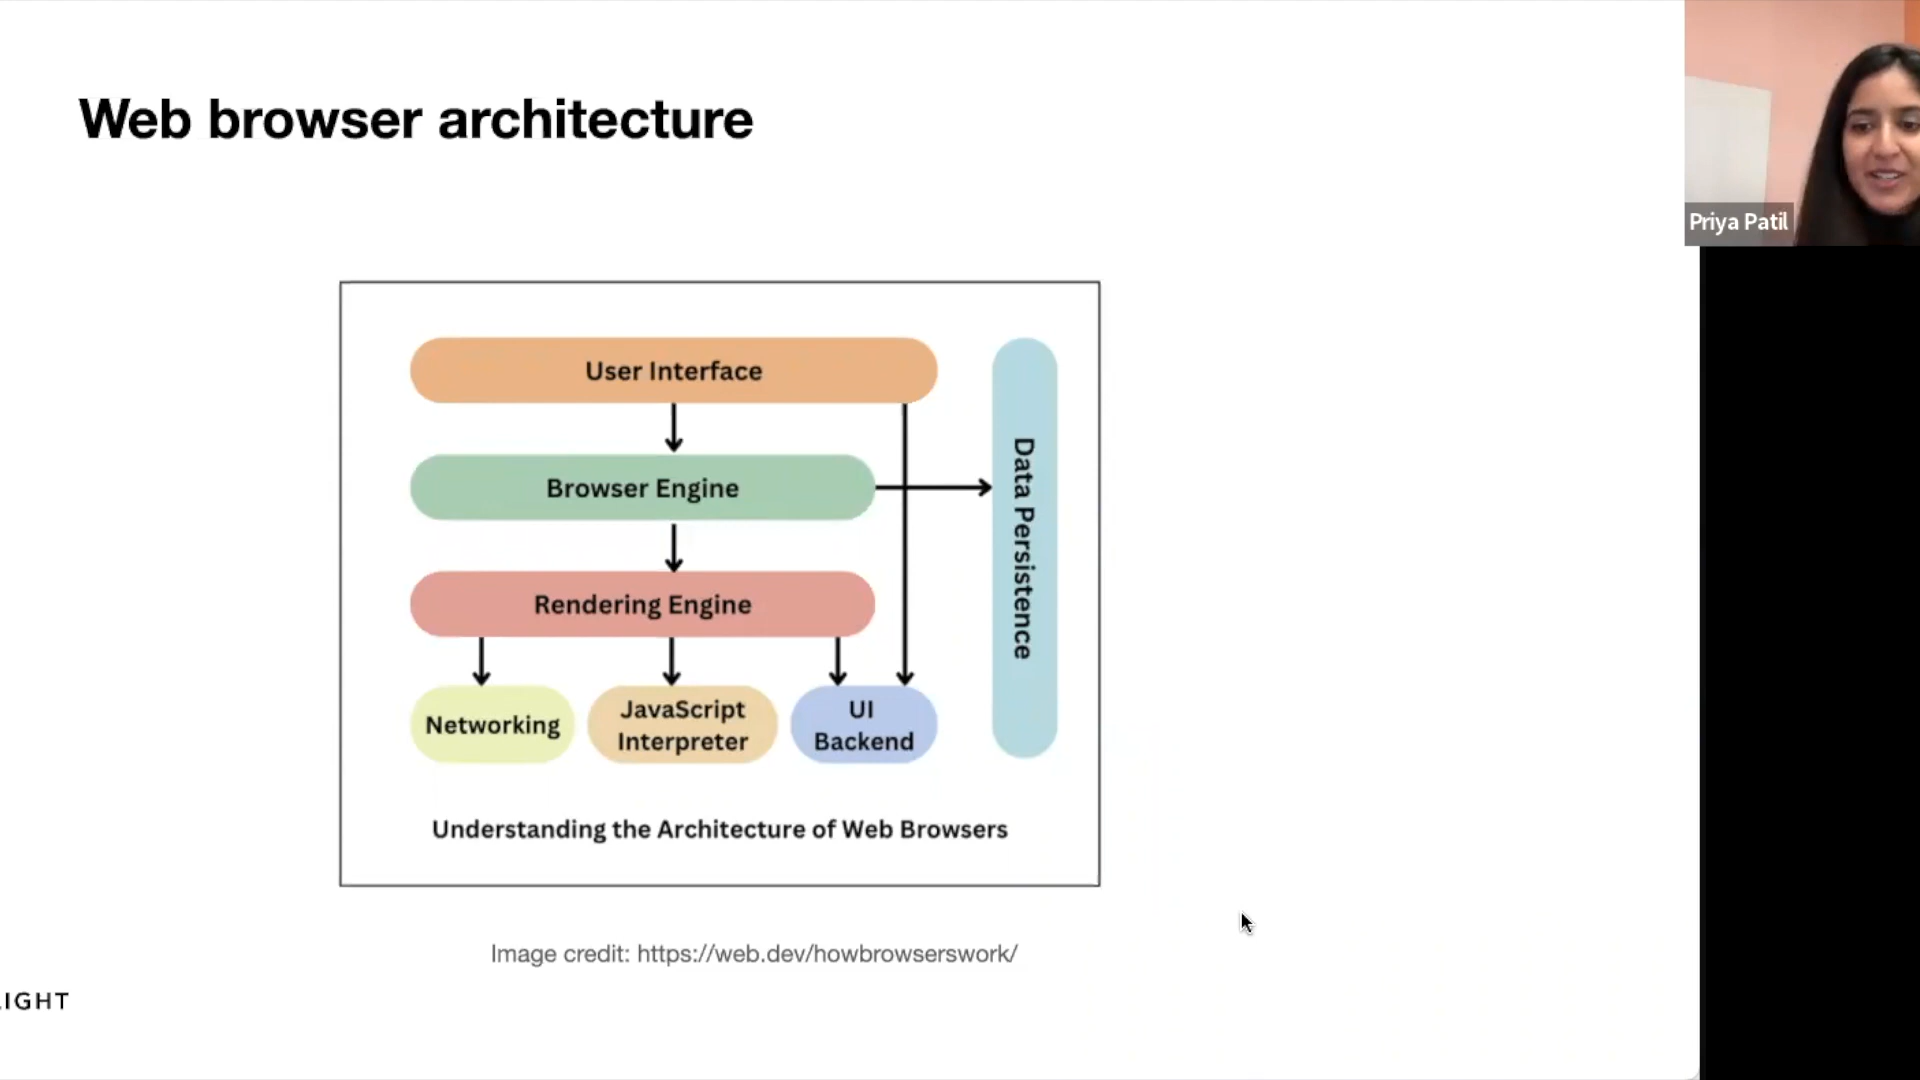 Web browser architecture
Priya Patil
User Interface
Browser Engine
Data Persistence
Rendering Engine
Networking
JavaScript
Interpreter
UI
Backend
Understanding the Architecture of Web Browsers
Image credit: https://web.dev/howbrowserswork/
IGHT